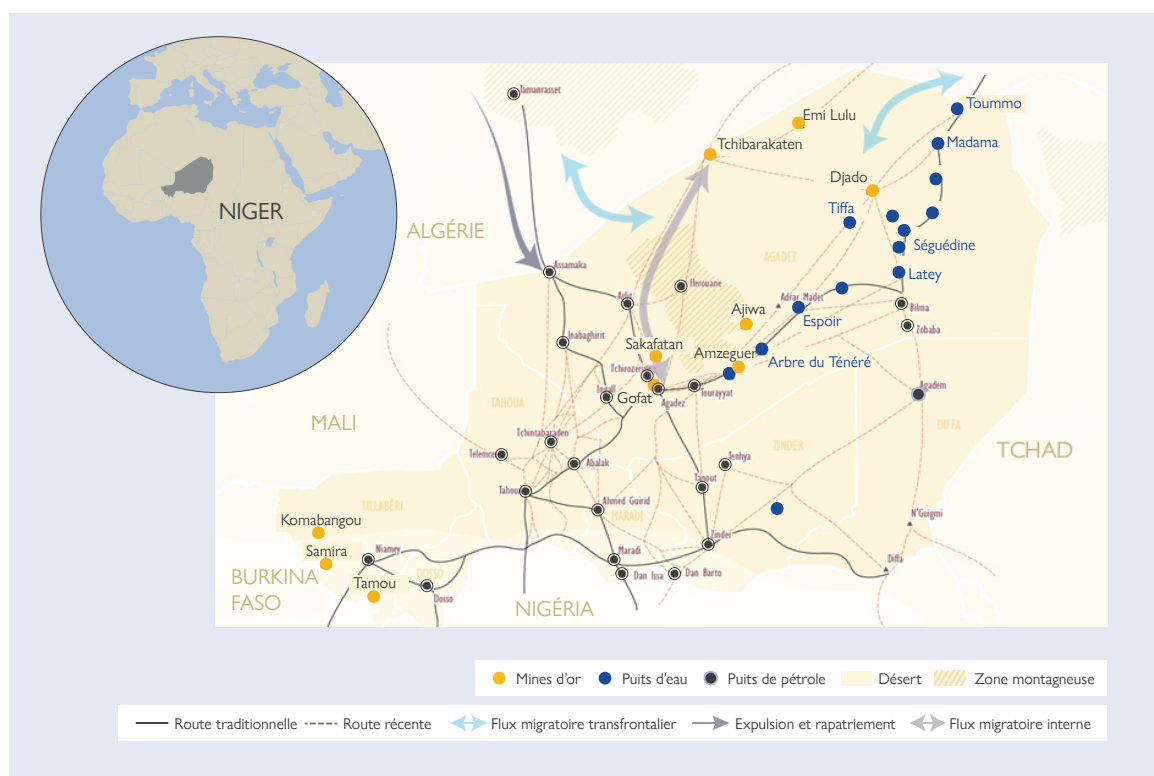 NIGER
Tamanrasset
Emi Lulu
Toummo
Madama
Tchibarakaten
Djado
Tiffa
ALGÉRIE
Séguédine
AGADEZ
Assamaka
Latey
Iferouane
Arlit
Adrar Madet
Bilma
Ajiwa
Espoir
Zobaba
Inabaghirit
Sakafatan
Amzeguer
Arbre du Ténéré
Tchirozerine
Ingall
Gofat
Agadez
Tourayyat
Agadem
TAHOUA
DIFFA
MALI
Tchintabaraden
ZINDER
TCHAD
Telemces
Abalak
Tenhya
Tahoua
Tanout
TILLABÉRI
Ahmed Guirid
MARADI
N'Guigmi
Komabangou
Samira
Niamey
Zinder
Maradi
Diffa
BURKINA
FASO
Tamou
DOSSO
Dosso
Dan Issa
Dan Barto
NIGÉRIA
Mines d'or
Puits d'eau
Puits de pétrole
Désert
Zone montagneuse
Route traditionnelle
Route récente
Flux migratoire transfrontalier
Expulsion et rapatriement
Flux migratoire interne